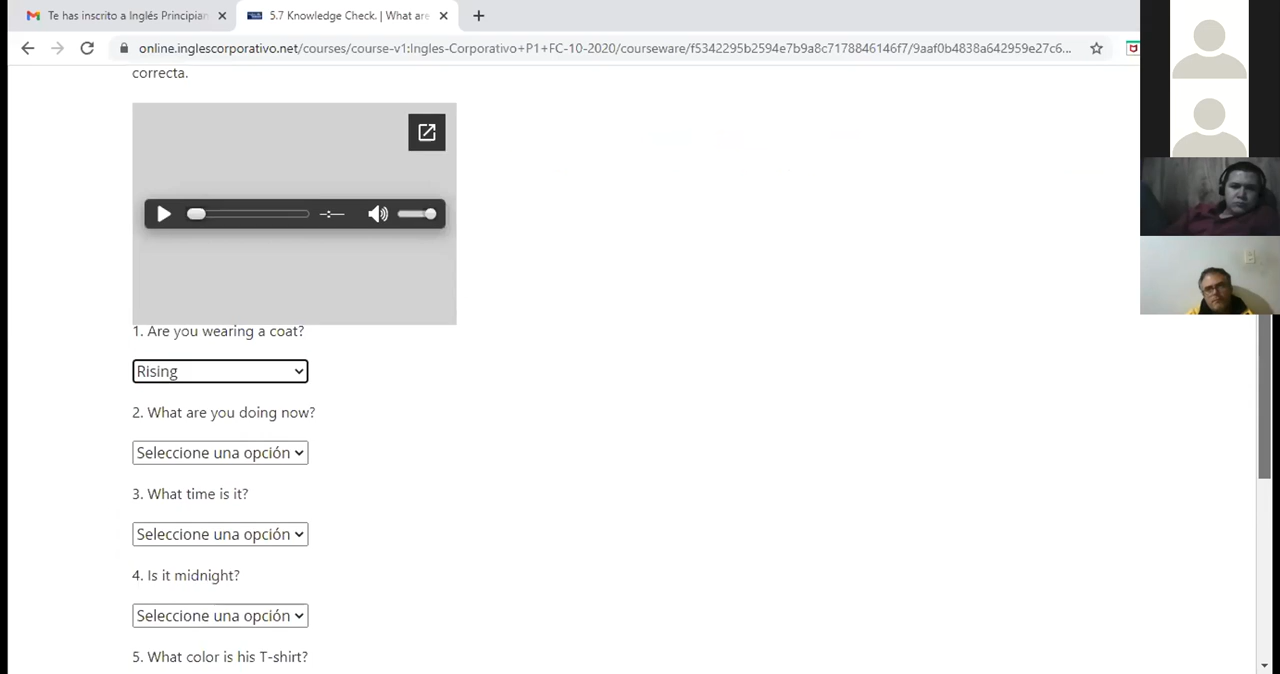 Te has inscrito a Inglés Principian
5.7 Knowledge Check. | What are
online.inglescorporativo.net/courses/course-v1:Ingles-Corporativo+P1+FC-10-2020/courseware/f5342295b2594e7b9a8c7178846146f7/9aaf0b4838a642959e27c6...
correcta.
-:-
1. Are you wearing a coat?
Rising
2. What are you doing now?
Seleccione una opción
3. What time is it?
Seleccione una opción
4. Is it midnight?
Seleccione una opción
5. What color is his T-shirt?